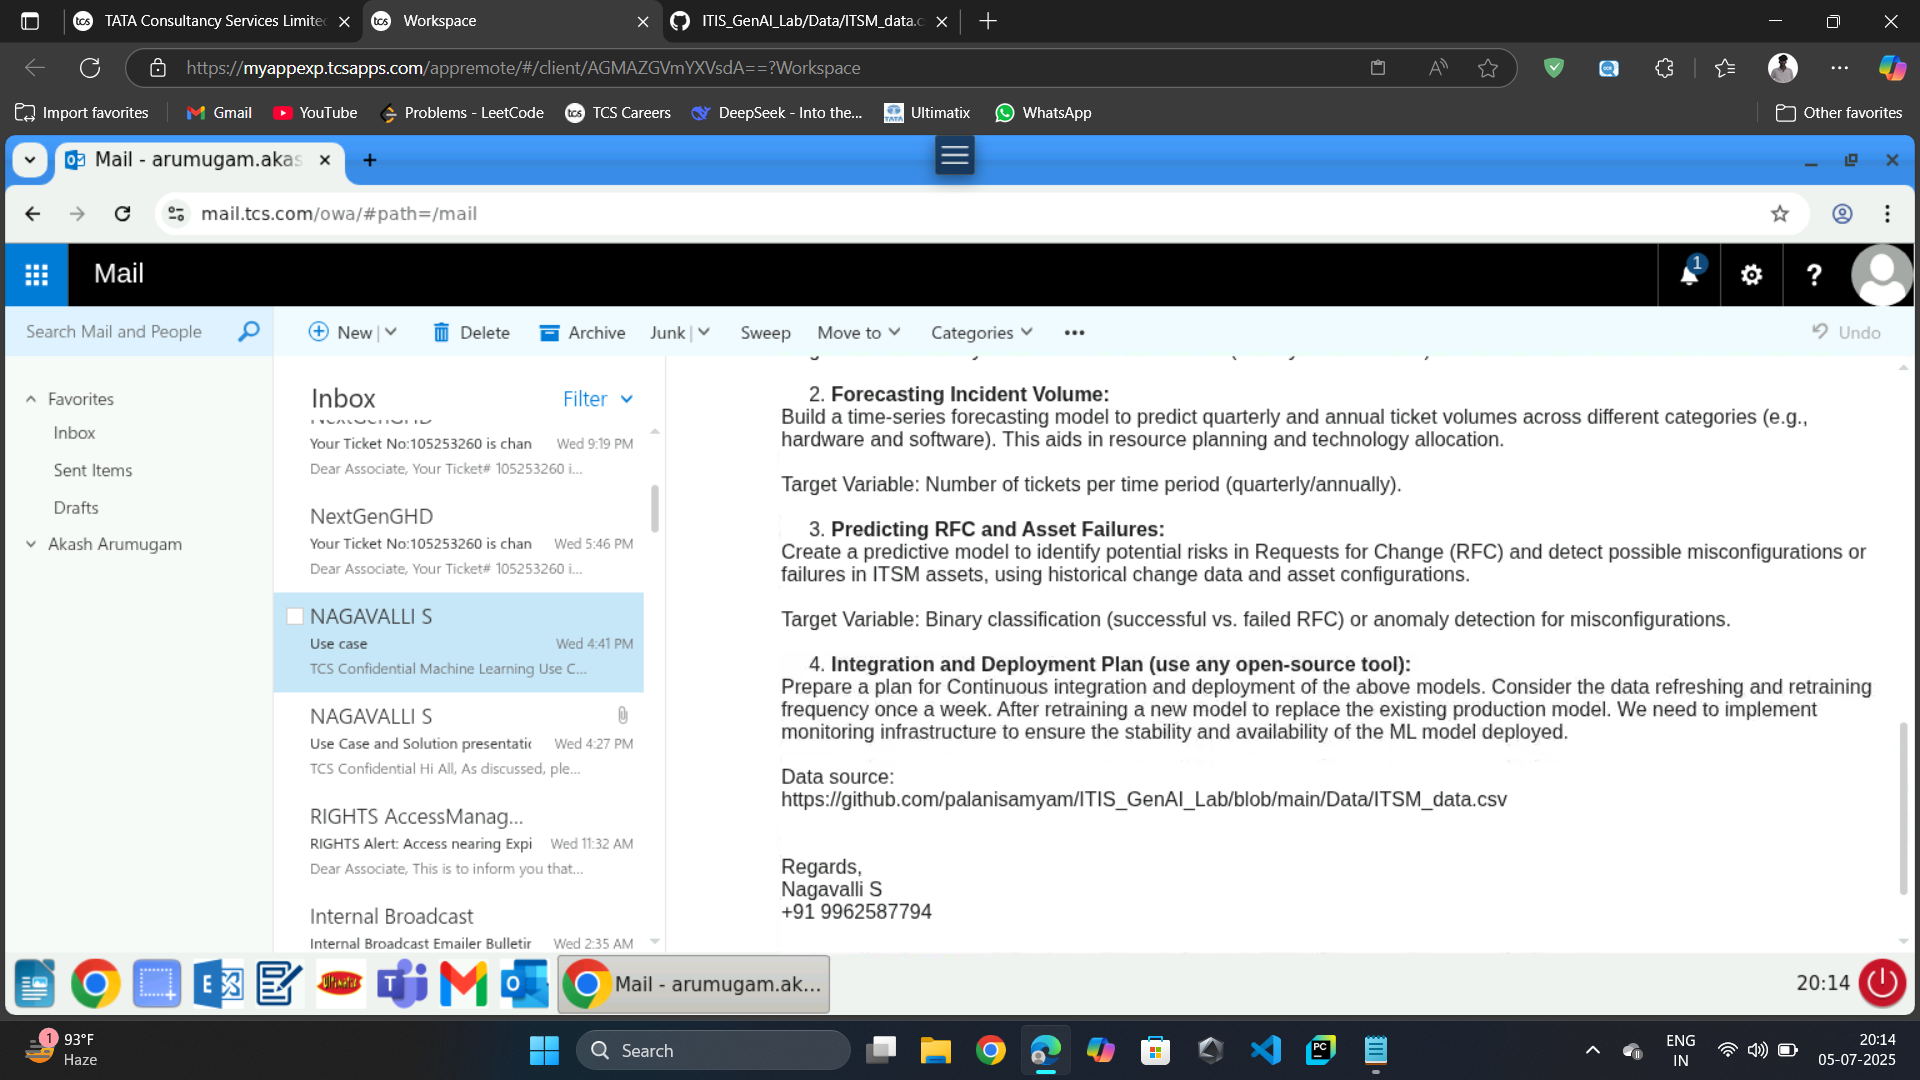 TATA Consultancy Services Limite
Workspace
ITIS_GenAI_Lab/Data/ITSM_data.c
https://myappexp.tcsapps.com/appremote/#/client/AGMAZGVmYXVsdA==?Workspace
Import favorites
Gmail
YouTube
Problems - LeetCode
TCS Careers
DeepSeek - Into the...
Ultimatix
WhatsApp
Other favorites
Mail - arumugam.akas
mail.tcs.com/owa/#path=/mail
Mail
1
Search Mail and People
New
Delete
Archive
Junk
Sweep
Move to
Categories
Undo
Favorites
Inbox
Sent Items
Drafts
Akash Arumugam
Inbox
Filter
NextGenGHD
Your Ticket No:105253260 is chan Wed 9:19 PM
Dear Associate, Your Ticket# 105253260 i...
NextGenGHD
Your Ticket No:105253260 is chan Wed 5:46 PM
Dear Associate, Your Ticket# 105253260 i...
NAGAVALLI S
Use case Wed 4:41 PM
TCS Confidential Machine Learning Use C...
NAGAVALLI S
Use Case and Solution presentatic Wed 4:27 PM
TCS Confidential Hi All, As discussed, ple...
RIGHTS AccessManag...
RIGHTS Alert: Access nearing Expi Wed 11:32 AM
Dear Associate, This is to inform you that...
Internal Broadcast
Internal Broadcast Emailer Bulletir Wed 2:35 AM
2. Forecasting Incident Volume:
Build a time-series forecasting model to predict quarterly and annual ticket volumes across different categories (e.g.,
hardware and software). This aids in resource planning and technology allocation.
Target Variable: Number of tickets per time period (quarterly/annually).
3. Predicting RFC and Asset Failures:
Create a predictive model to identify potential risks in Requests for Change (RFC) and detect possible misconfigurations or
failures in ITSM assets, using historical change data and asset configurations.
Target Variable: Binary classification (successful vs. failed RFC) or anomaly detection for misconfigurations.
4. Integration and Deployment Plan (use any open-source tool):
Prepare a plan for Continuous integration and deployment of the above models. Consider the data refreshing and retraining
frequency once a week. After retraining a new model to replace the existing production model. We need to implement
monitoring infrastructure to ensure the stability and availability of the ML model deployed.
Data source:
https://github.com/palanisamyam/ITIS_GenAI_Lab/blob/main/Data/ITSM_data.csv
Regards,
Nagavalli S
+91 9962587794
Mail - arumugam.ak...
20:14
1
93°F
Haze
Search
ENG
IN
20:14
05-07-2025